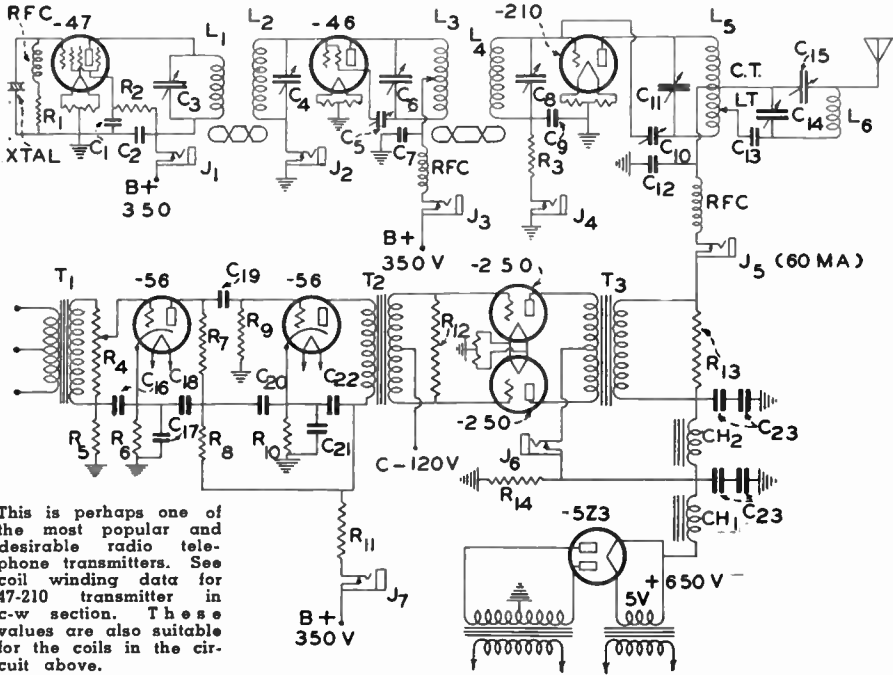 RFC
-47
L1
L2
-46
L3
L4
-210
L5
C15
R2
C3
C4
C6
C8
C11
C.T.
LT
C14
L6
R1
C1
C2
C5
C7
C9
C10
C13
XTAL
J1
J2
RFC
R3
C12
RFC
B+
350
J3
J4
B+
350 V
J5 (60 MA)
T1
-56
C19
-56
T2
-250
T3
R4
R7
R9
R12
R13
C16
C18
C20
C22
R5
R6
C17
R8
R10
C21
-250
C23
CH2
C-120V
J6
R14
C23
CH1
-5Z3
+650V
5V
R11
J7
B+
350 V
This is perhaps one of
the most popular and
desirable radio tele-
phone transmitters. See
coil winding data for
47-210 transmitter in
c-w section. These
values are also suitable
for the coils in the cir-
cuit above.